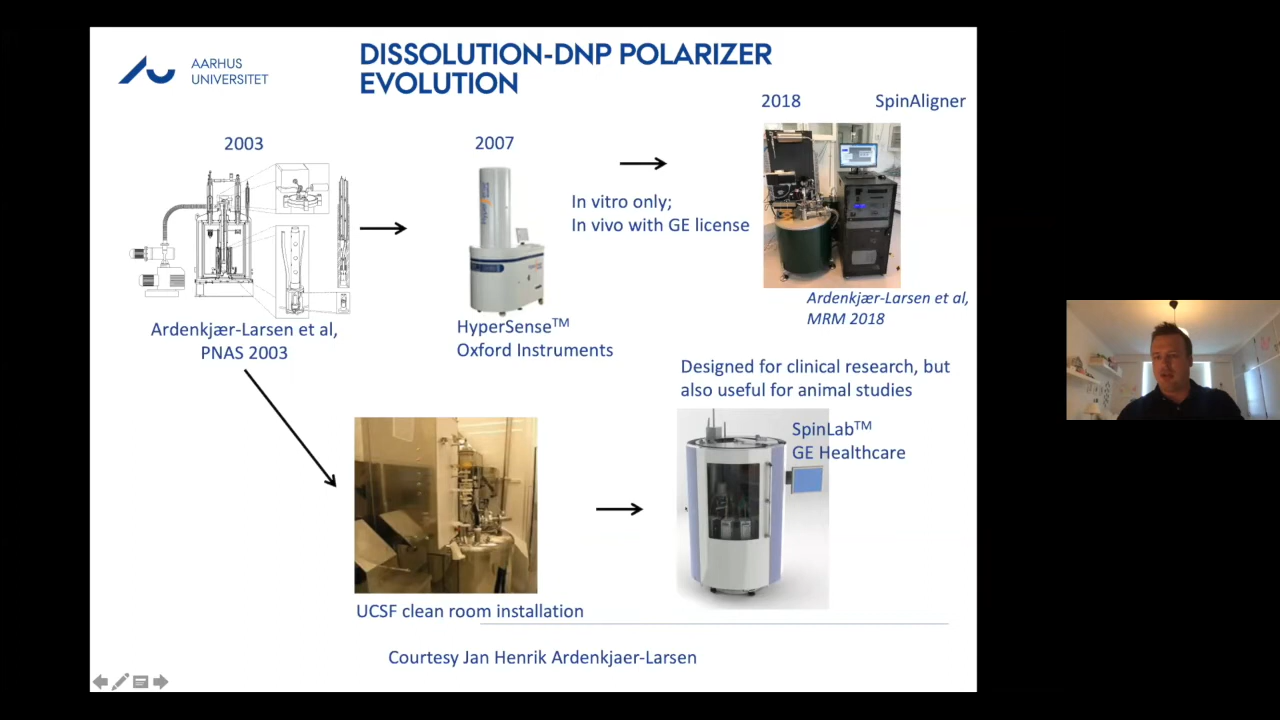 AARHUS
UNIVERSITET
DISSOLUTION-DNP POLARIZER
EVOLUTION
2003
2007
2018
SpinAligner
In vitro only;
In vivo with GE license
Ardenkjær-Larsen et al,
MRM 2018
Ardenkjær-Larsen et al,
PNAS 2003
HyperSense™
Oxford Instruments
Designed for clinical research, but
also useful for animal studies
SpinLab™
GE Healthcare
UCSF clean room installation
Courtesy Jan Henrik Ardenkjaer-Larsen